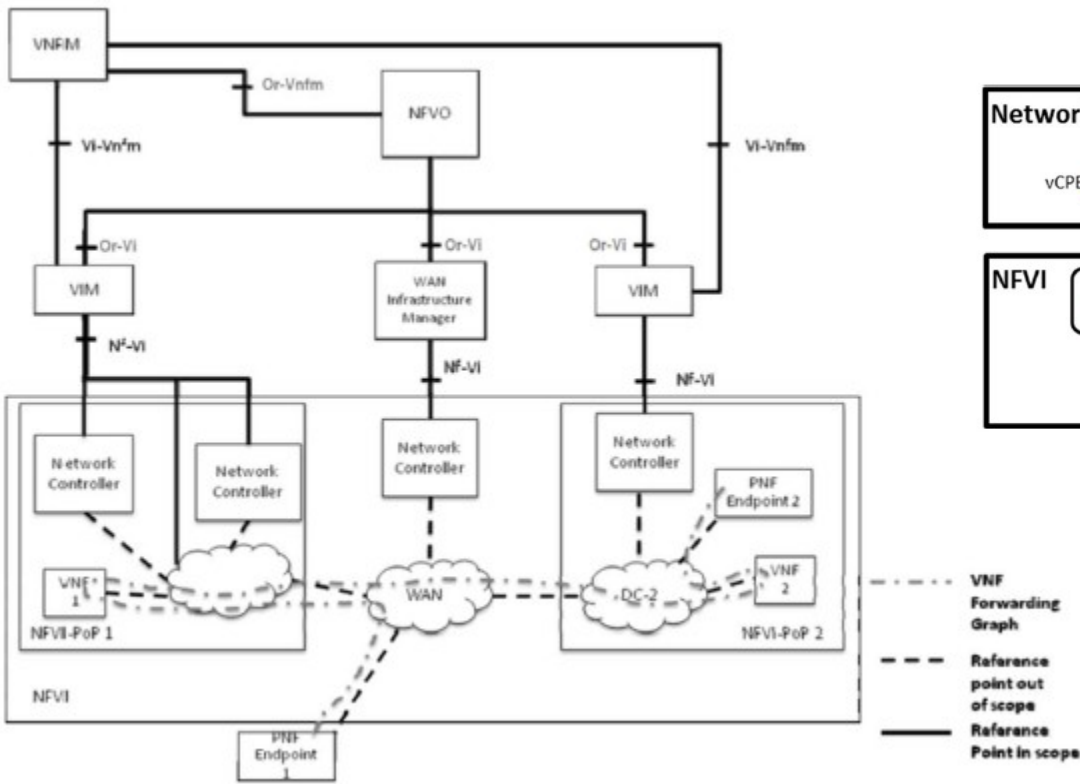 VNFM
Or-Vnfm
NFVO
Vi-Vnfm
Vi-Vnfm
Or-Vi
Or-Vi
Or-Vi
VIM
WAN
Infrastructure
Manager
VIM
Nf-Vi
Nf-Vi
Nf-Vi
Network
Controller
Network
Controller
Network
Controller
Network
Controller
PNF
Endpoint 2
VNF
1
WAN
DC-2
VNF
2
NFVI-PoP 1
NFVI-PoP 2
NFVI
PNF
Endpoint
1
VNF
Forwarding
Graph
Reference
point out
of scope
Reference
Point in scope
Networ
vCPE
NFVI